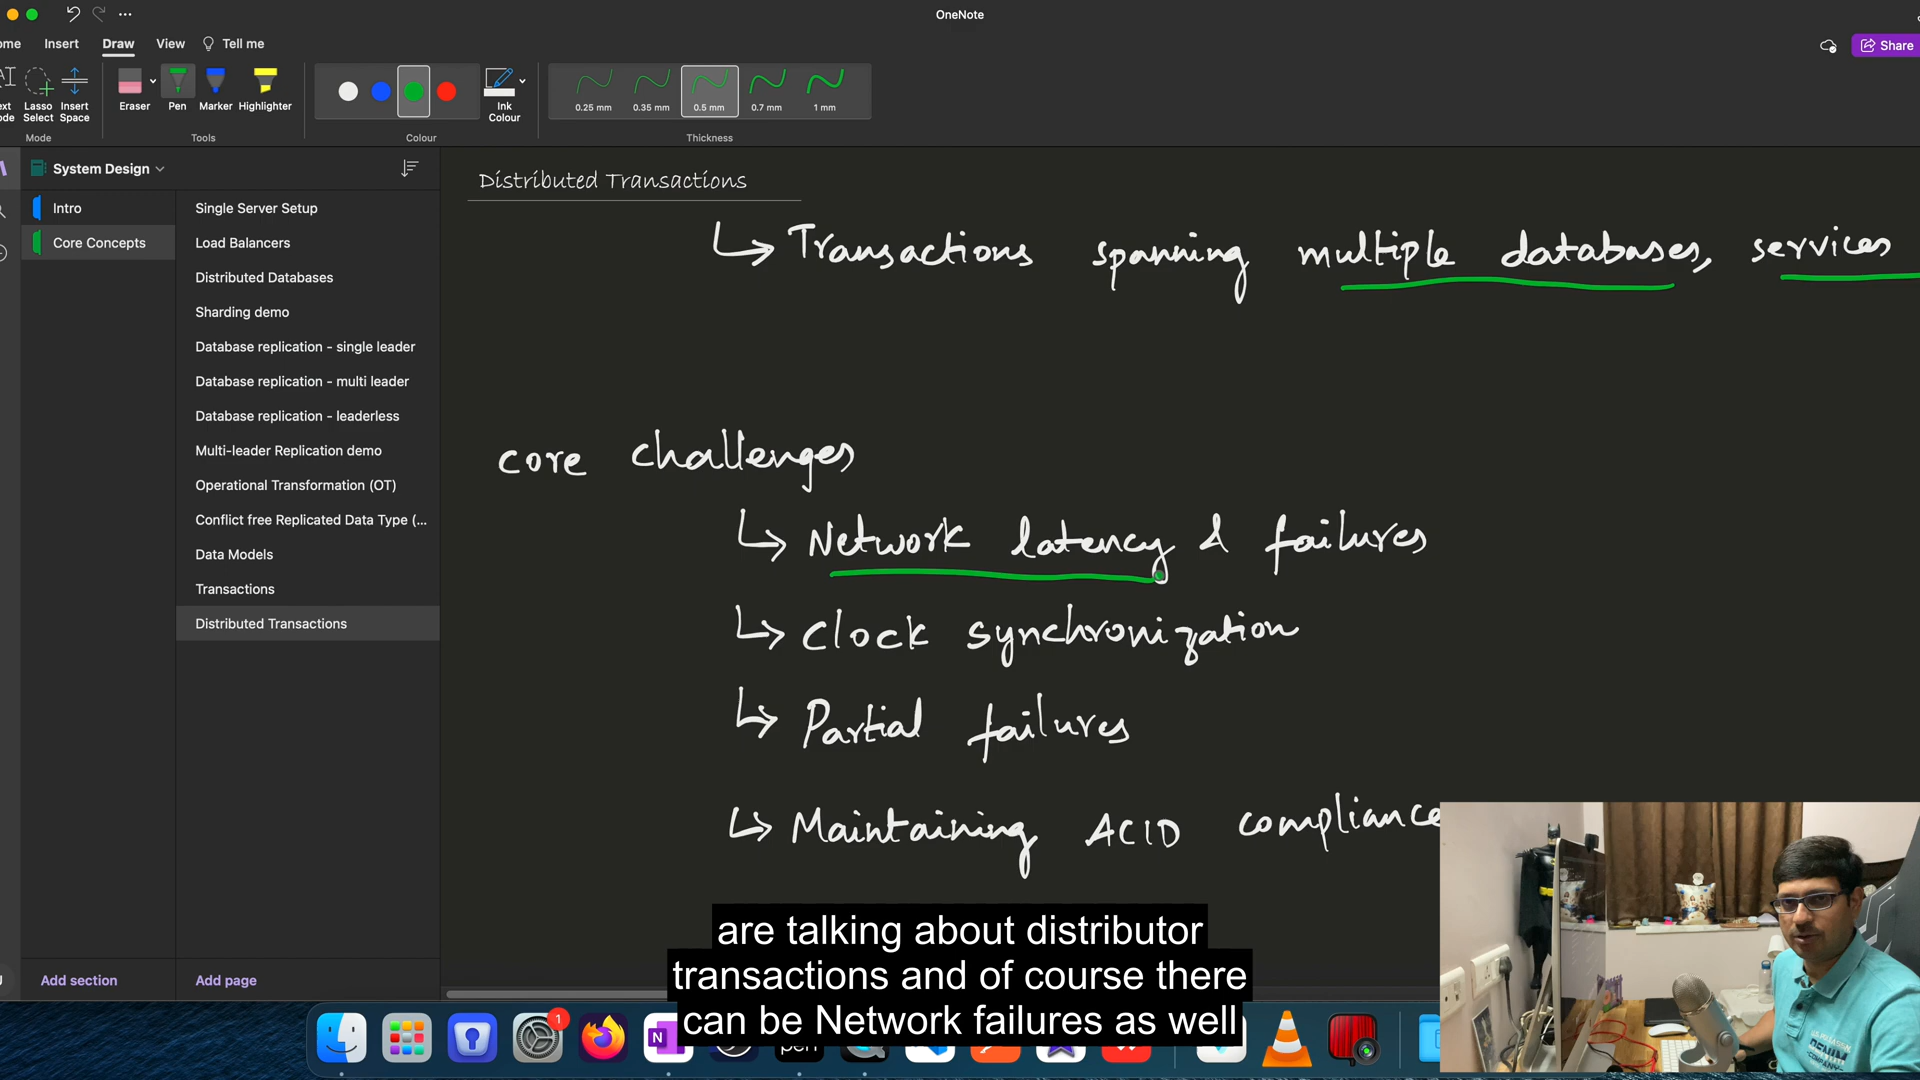 OneNote
Insert
Draw
View
Tell me
Share
Lasso Select
Insert Space
Eraser
Pen
Marker
Highlighter
Ink Colour
0.25 mm
0.35 mm
0.5 mm
0.7 mm
1 mm
Mode
Tools
Colour
Thickness
System Design
Intro
Core Concepts
Single Server Setup
Load Balancers
Distributed Databases
Sharding demo
Database replication - single leader
Database replication - multi leader
Database replication - leaderless
Multi-leader Replication demo
Operational Transformation (OT)
Conflict free Replicated Data Type (...
Data Models
Transactions
Distributed Transactions
Add section
Add page
Distributed Transactions
↳ Transactions spanning multiple databases, services
core challenges
↳ Network latency & failures
↳ Clock synchronization
↳ Partial failures
↳ Maintaining ACID compliance
are talking about distributor
transactions and of course there
can be Network failures as well
1
N
DENIM